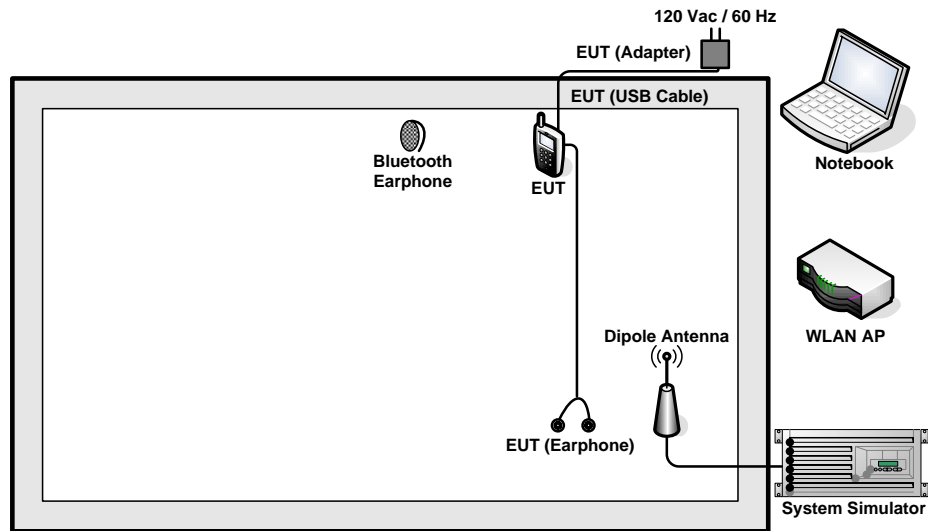 120 Vac / 60 Hz
EUT (Adapter)
EUT (USB Cable)
Bluetooth
Earphone
EUT
Notebook
WLAN AP
Dipole Antenna
EUT (Earphone)
System Simulator